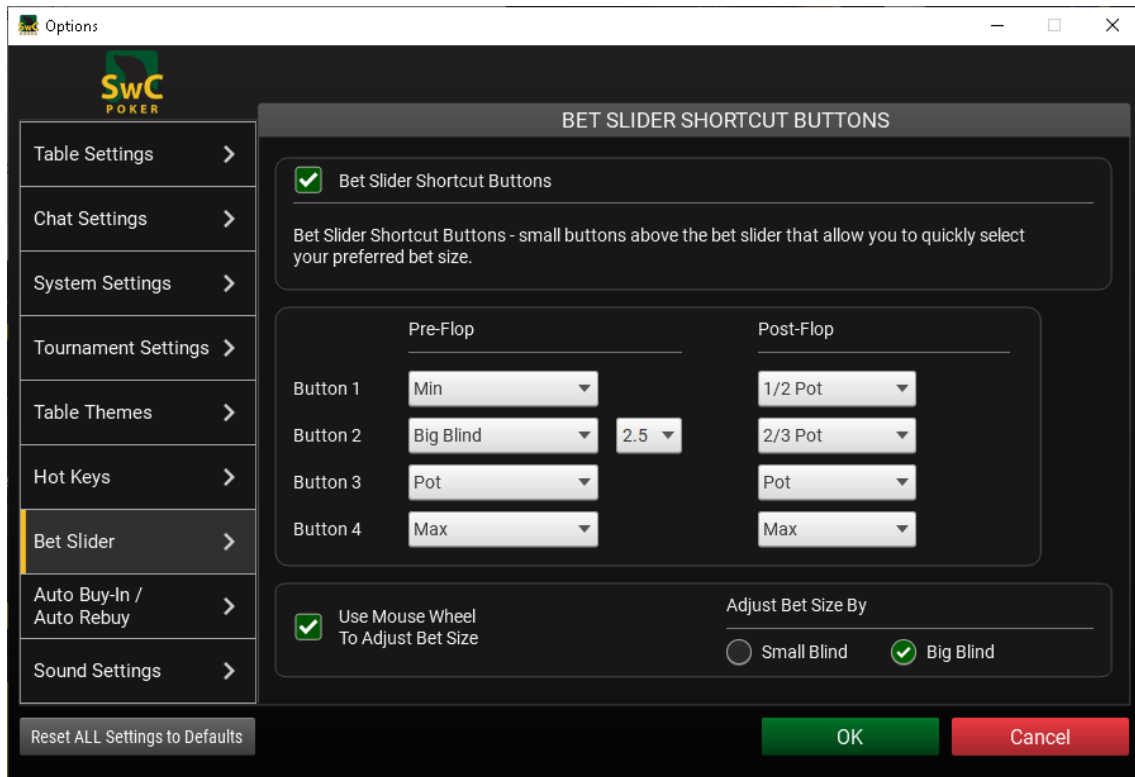 Options
SwC
POKER
BET SLIDER SHORTCUT BUTTONS
Table Settings
Chat Settings
System Settings
Tournament Settings
Table Themes
Hot Keys
Bet Slider
Auto Buy-In /
Auto Rebuy
Sound Settings
Bet Slider Shortcut Buttons
Bet Slider Shortcut Buttons - small buttons above the bet slider that allow you to quickly select
your preferred bet size.
Pre-Flop Post-Flop
Button 1 Min 1/2 Pot
Button 2 Big Blind 2.5 2/3 Pot
Button 3 Pot Pot
Button 4 Max Max
Use Mouse Wheel
To Adjust Bet Size
Adjust Bet Size By
Small Blind Big Blind
Reset ALL Settings to Defaults
OK Cancel